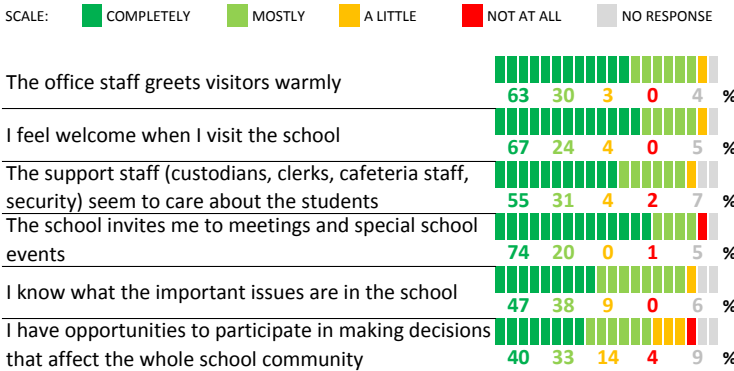 SCALE: COMPLETELY MOSTLY A LITTLE NOT AT ALL NO RESPONSE
The office staff greets visitors warmly
63 30 3 0 4 %
I feel welcome when I visit the school
67 24 4 0 5 %
The support staff (custodians, clerks, cafeteria staff,
security) seem to care about the students
55 31 4 2 7 %
The school invites me to meetings and special school
events
74 20 0 1 5 %
I know what the important issues are in the school
47 38 9 0 6 %
I have opportunities to participate in making decisions
that affect the whole school community
40 33 14 4 9 %